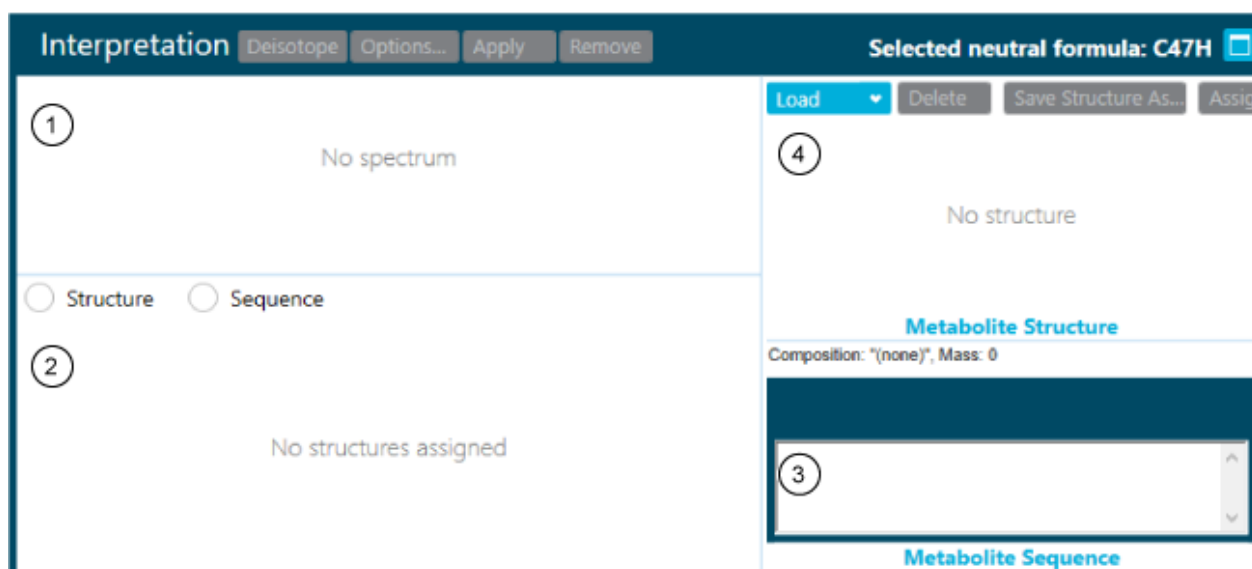 Interpretation Deisotope Options... Apply Remove Selected neutral formula: C47H
Load Delete Save Structure As... Assig
1
No spectrum
4
No structure
Structure Sequence
Metabolite Structure
Composition: "(none)", Mass: 0
2
No structures assigned
3
Metabolite Sequence